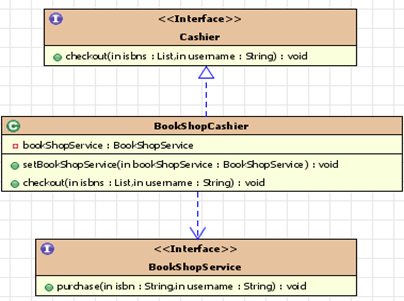 <<Interface>>
Cashier
checkout(in isbns : List,in username : String) : void
BookShopCashier
bookShopService : BookShopService
setBookShopService(in bookShopService : BookShopService) : void
checkout(in isbns : List,in username : String) : void
<<Interface>>
BookShopService
purchase(in isbn : String,in username : String) : void